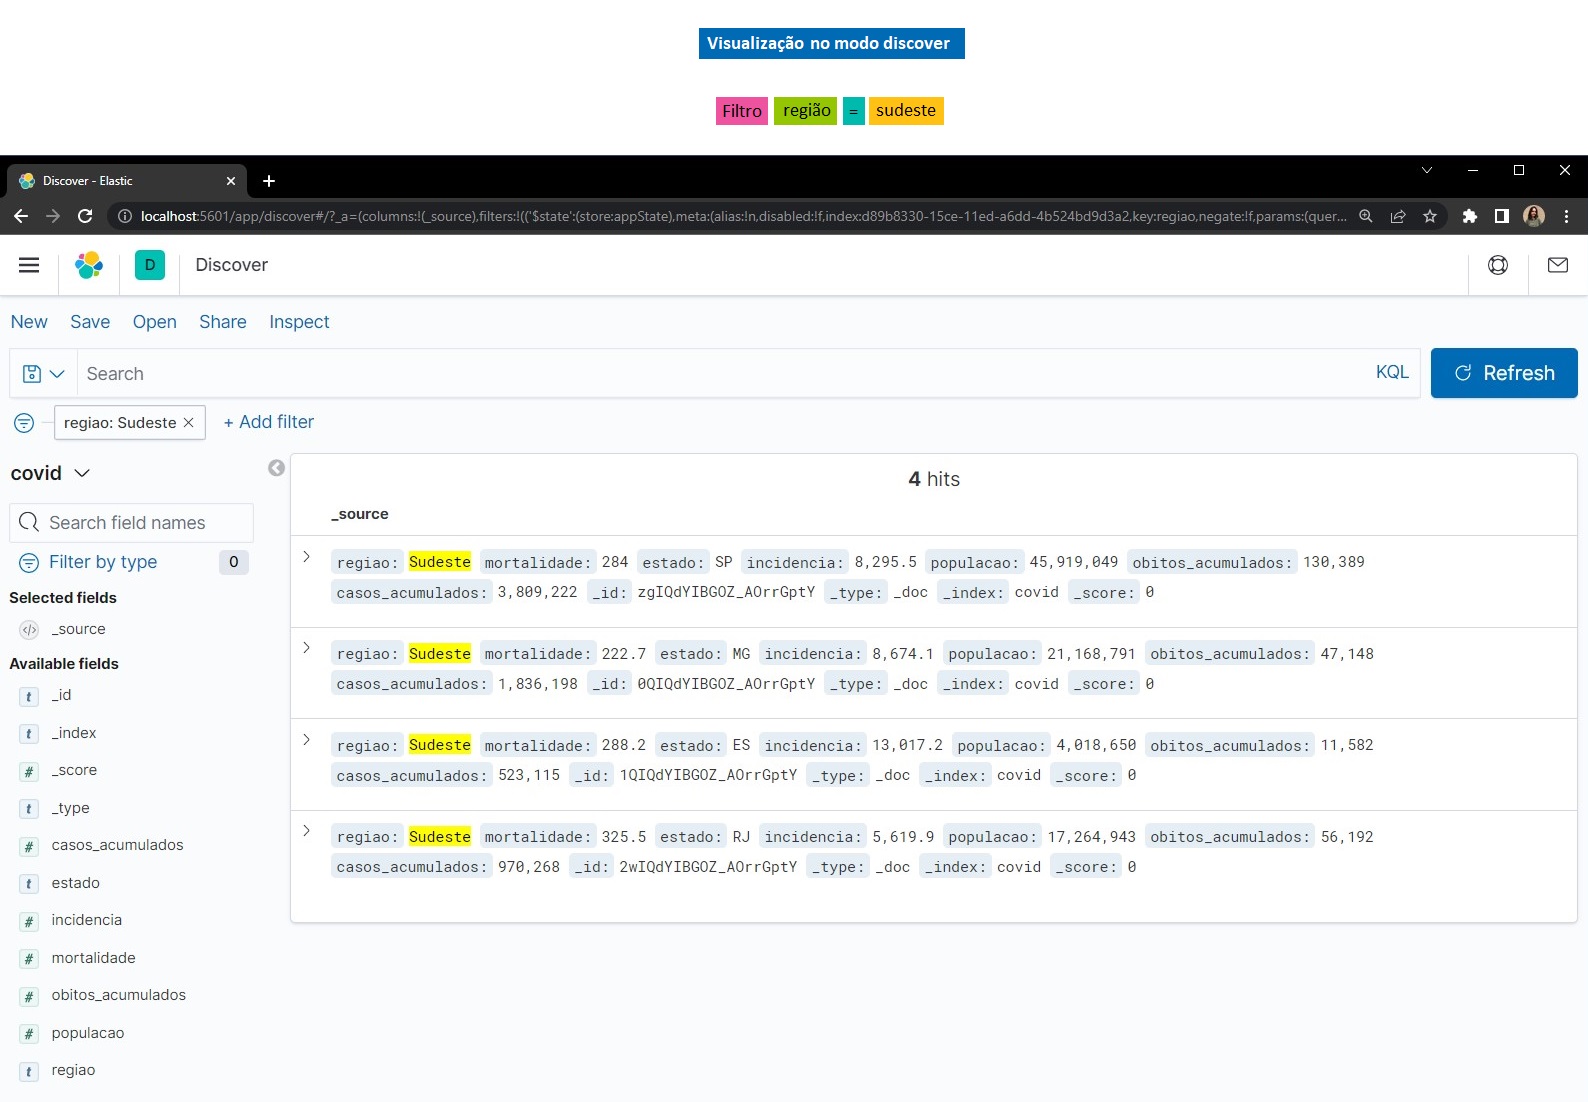 Visualização no modo discover
Filtro região = sudeste
Discover - Elastic
localhost:5601/app/discover#/?_a=(columns:!(_source),filters:!(('$state':(store:appState),meta:(alias:!n,disabled:!f,index:d89b8330-15ce-11ed-a6dd-4b524bd9d3a2,key:regiao,negate:!f,params:(quer...
D Discover
New Save Open Share Inspect
Search KQL Refresh
regiao: Sudeste + Add filter
covid
Search field names
Filter by type 0
Selected fields
_source
Available fields
t _id
t _index
# _score
t _type
# casos_acumulados
t estado
# incidencia
# mortalidade
# obitos_acumulados
# populacao
t regiao
4 hits
_source
regiao: Sudeste mortalidade: 284 estado: SP incidencia: 8,295.5 populacao: 45,919,049 obitos_acumulados: 130,389
casos_acumulados: 3,809,222 _id: zgIQdYIBGOZ_AOrrGptY _type: _doc _index: covid _score: 0
regiao: Sudeste mortalidade: 222.7 estado: MG incidencia: 8,674.1 populacao: 21,168,791 obitos_acumulados: 47,148
casos_acumulados: 1,836,198 _id: 0QIQdYIBGOZ_AOrrGptY _type: _doc _index: covid _score: 0
regiao: Sudeste mortalidade: 288.2 estado: ES incidencia: 13,017.2 populacao: 4,018,650 obitos_acumulados: 11,582
casos_acumulados: 523,115 _id: 1QIQdYIBGOZ_AOrrGptY _type: _doc _index: covid _score: 0
regiao: Sudeste mortalidade: 325.5 estado: RJ incidencia: 5,619.9 populacao: 17,264,943 obitos_acumulados: 56,192
casos_acumulados: 970,268 _id: 2wIQdYIBGOZ_AOrrGptY _type: _doc _index: covid _score: 0